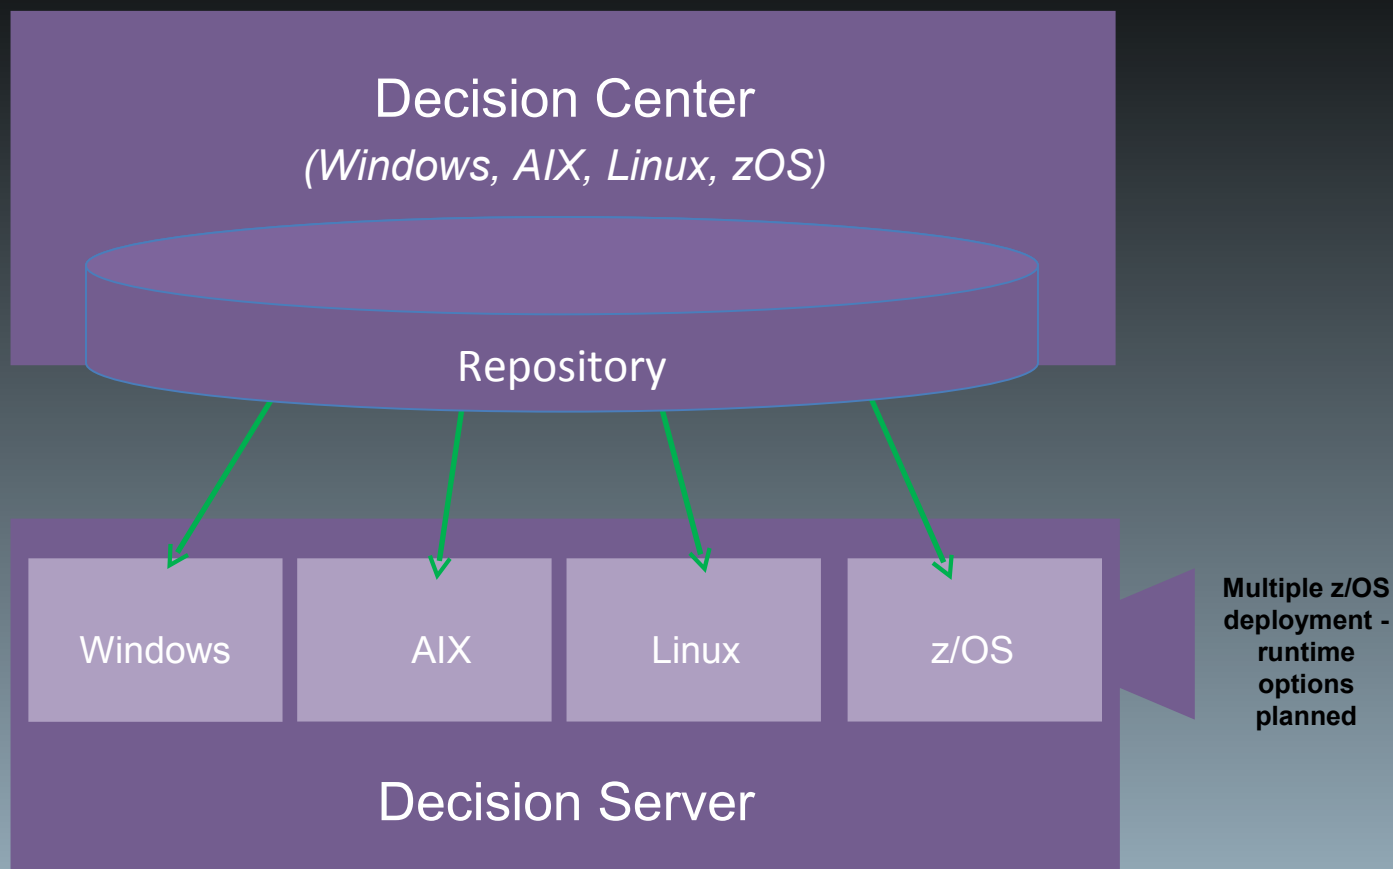 Decision Center
(Windows, AIX, Linux, zOS)
Repository
Windows
AIX
Linux
z/OS
Multiple z/OS
deployment -
runtime
options
planned
Decision Server